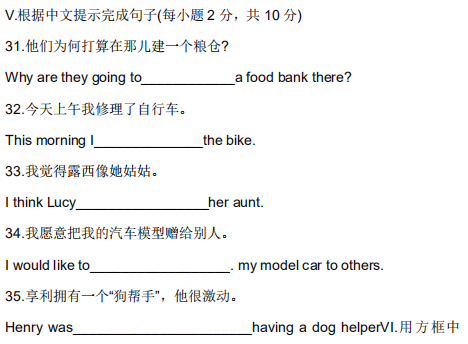 V.根据中文提示完成句子(每小题 2 分，共 10 分)
31.他们为何打算在那儿建一个粮仓?
Why are they going to____________a food bank there?
32.今天上午我修理了自行车。
This morning I______________the bike.
33.我觉得露西像她姑姑。
I think Lucy_________________her aunt.
34.我愿意把我的汽车模型赠给别人。
I would like to__________________. my model car to others.
35.享利拥有一个“狗帮手”，他很激动。
Henry was_______________________having a dog helperVI.用方框中